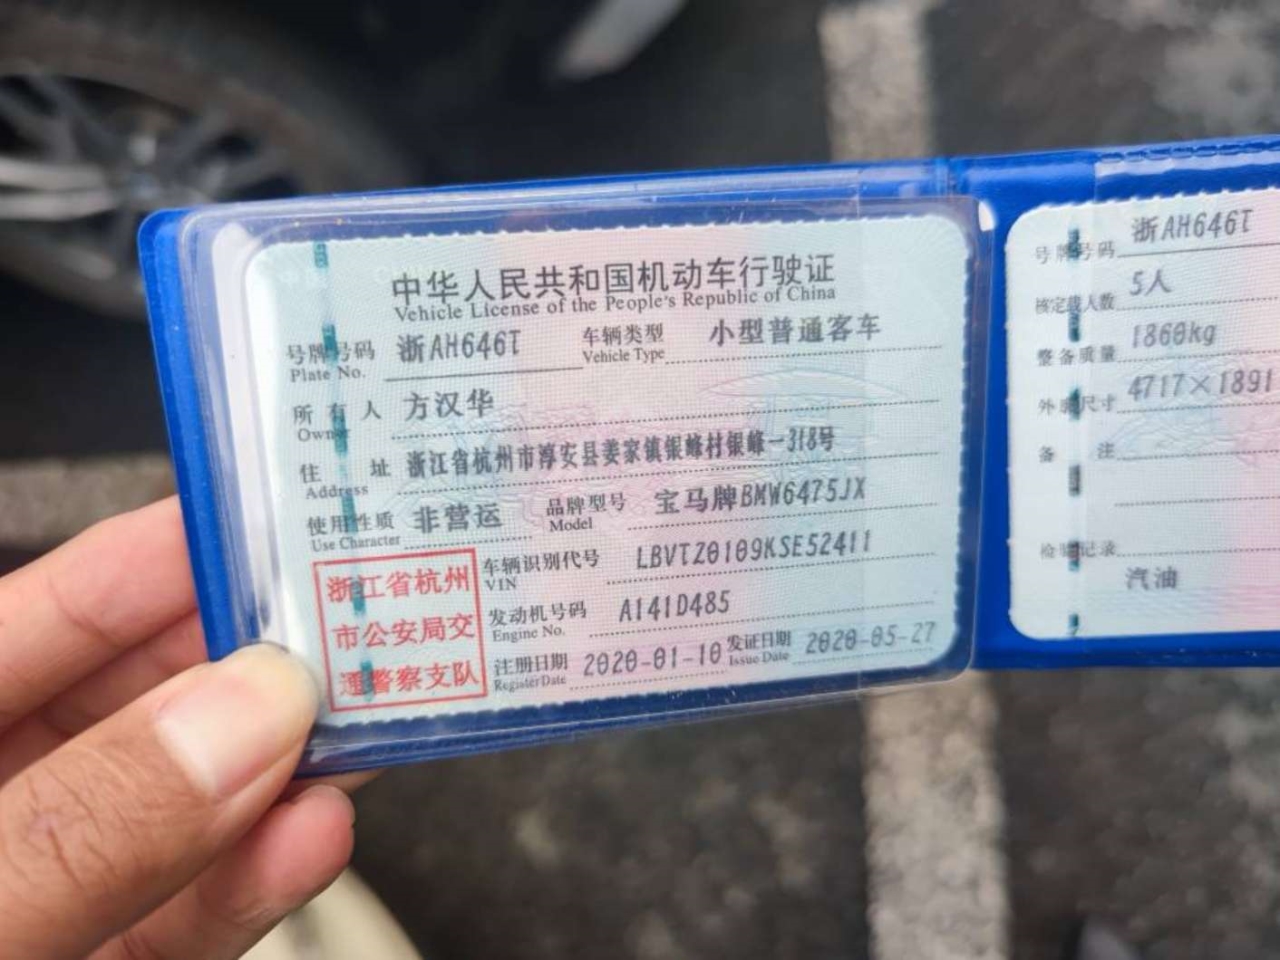 中华人民共和国机动车行驶证
Vehicle License of the People's Republic of China
号牌号码 浙AH646T 车辆类型 小型普通客车
Plate No. Vehicle Type
所有人 方汉华
Owner
住址 浙江省杭州市淳安县姜家镇银峰村银峰一318号
Address
使用性质 非营运 品牌型号 宝马牌BMW6475JX
Use Character Model
浙江省杭州
市公安局交
通警察支队
车辆识别代号 LBVTZ0109KSE52411
VIN
发动机号码 A141D485
Engine No.
注册日期 2020-01-10 发证日期 2020-05-27
Register Date Issue Date
号牌号码 浙AH646T
核定载人数 5人
整备质量 1860kg
外廓尺寸 4717×1891
备注
检验记录
汽油